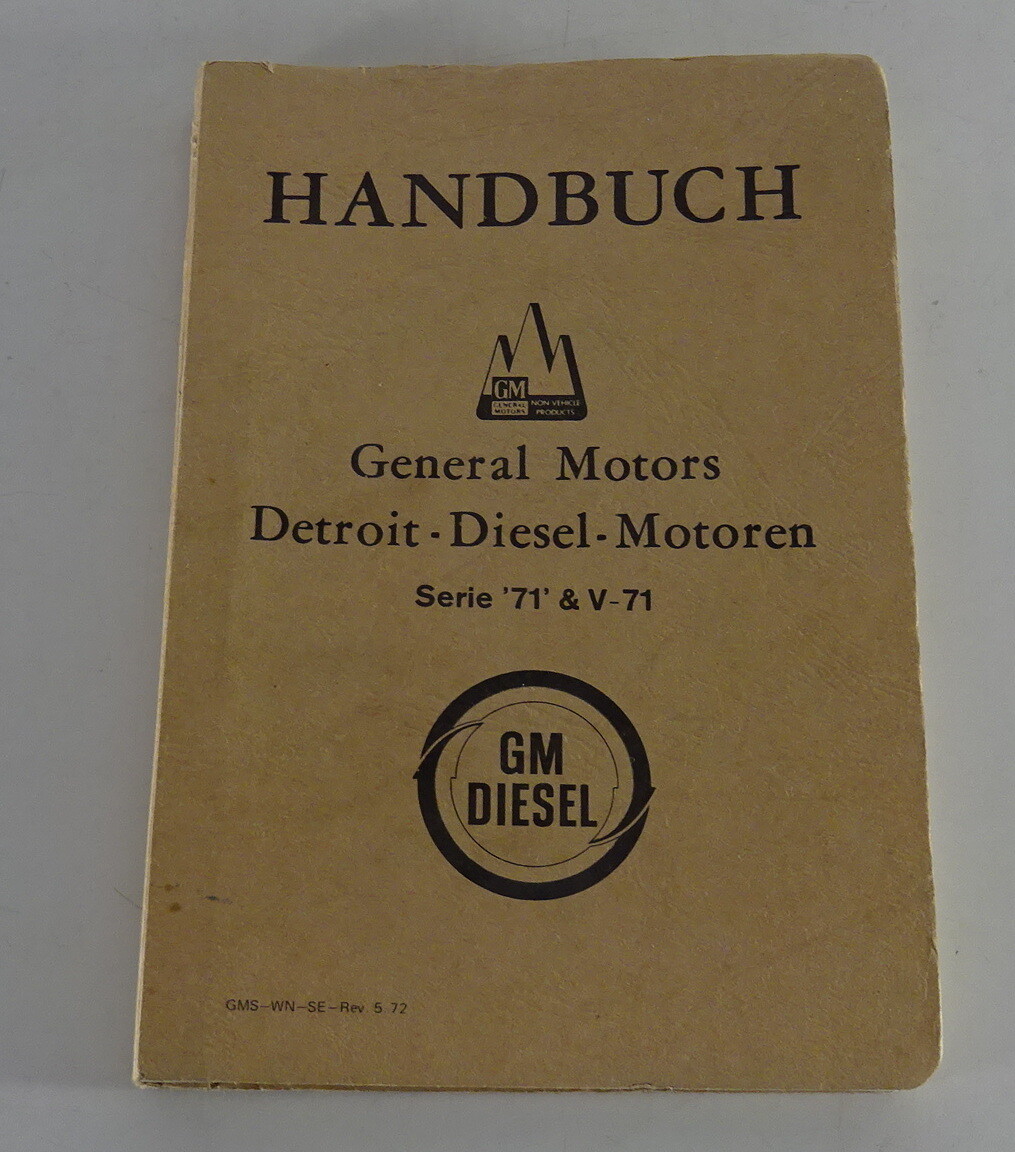 HANDBUCH
GM
GENERAL
MOTORS
NON-VEHICLE
PRODUCTS
General Motors
Detroit-Diesel-Motoren
Serie '71' & V-71
GM
DIESEL
GMS-WN-SE-Rev. 5 72